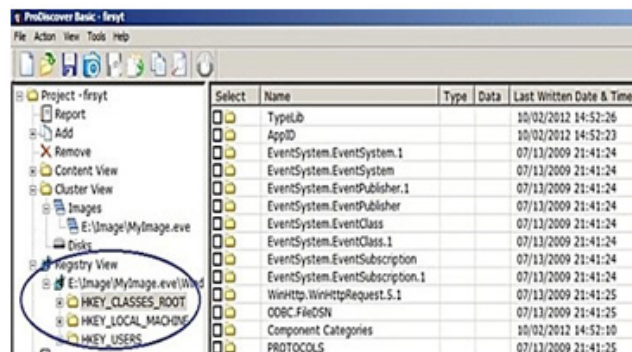 ProDiscover Basic - firsyt
File Action View Tools Help
Project - firsyt
Report
Add
Remove
Content View
Cluster View
Images
E:\Image\MyImage.eve
Disks
Registry View
E:\Image\MyImage.eve\Wind
HKEY_CLASSES_ROOT
HKEY_LOCAL_MACHINE
HKEY_USERS
Select Name Type Data Last Written Date & Time
TypeLib 10/02/2012 14:52:26
AppID 10/02/2012 14:52:23
EventSystem.EventSystem.1 07/13/2009 21:41:24
EventSystem.EventSystem 07/13/2009 21:41:24
EventSystem.EventPublisher.1 07/13/2009 21:41:24
EventSystem.EventPublisher 07/13/2009 21:41:24
EventSystem.EventClass 07/13/2009 21:41:24
EventSystem.EventClass.1 07/13/2009 21:41:24
EventSystem.EventSubscription 07/13/2009 21:41:24
EventSystem.EventSubscription.1 07/13/2009 21:41:24
WinHttp.WinHttpRequest.5.1 07/13/2009 21:41:25
ODBC.FileDSN 07/13/2009 21:41:25
Component Categories 10/02/2012 14:52:10
PROTOCOLS 07/13/2009 21:41:25